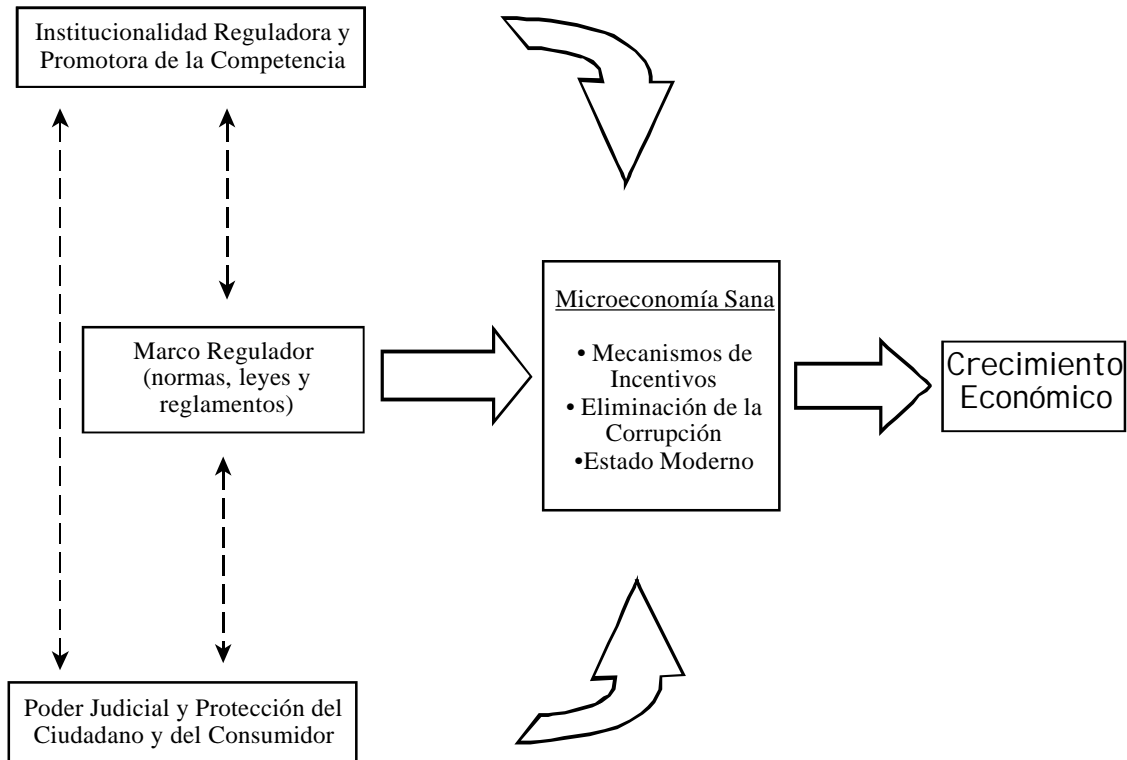 Institucionalidad Reguladora y
Promotora de la Competencia
Marco Regulador
(normas, leyes y
reglamentos)
Microeconomía Sana
• Mecanismos de
Incentivos
• Eliminación de la
Corrupción
•Estado Moderno
Crecimiento
Económico
Poder Judicial y Protección del
Ciudadano y del Consumidor